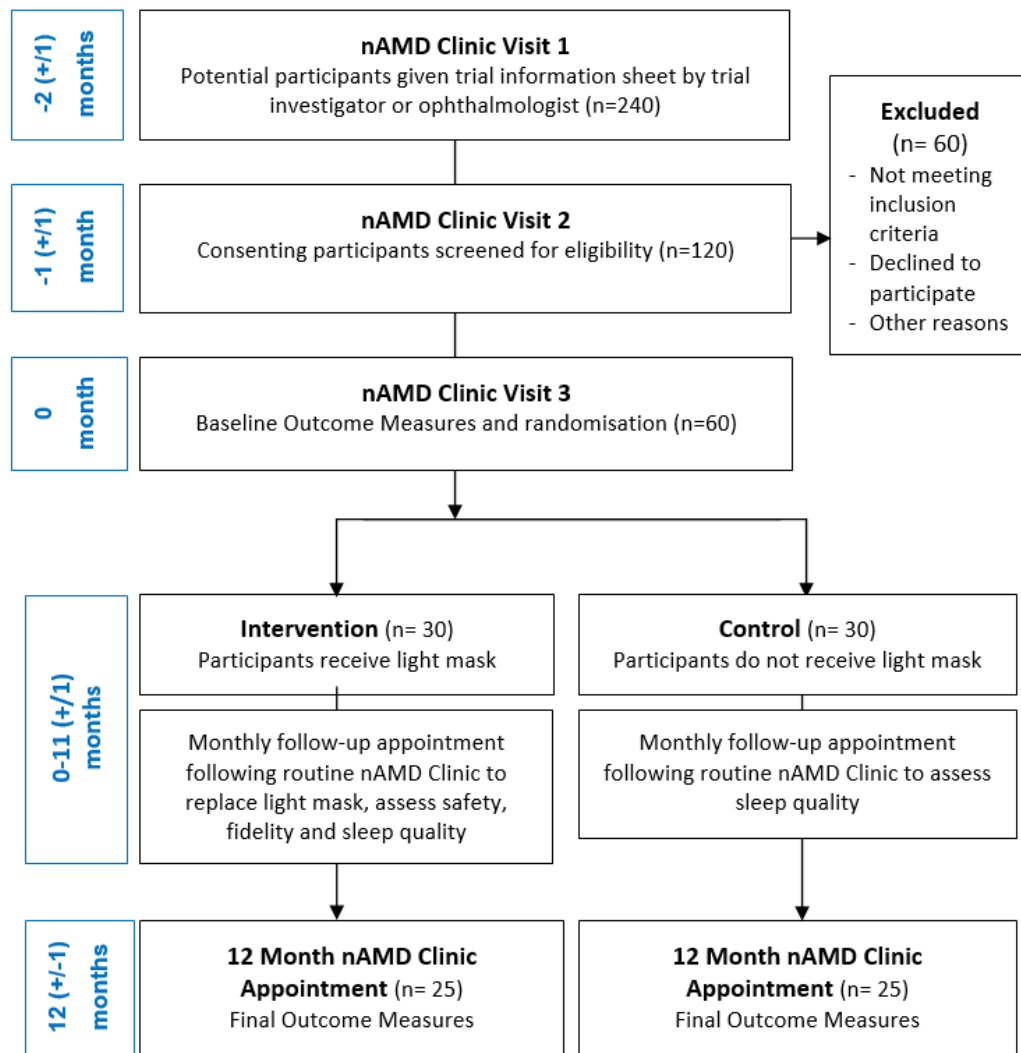 -2 (+/1)
months
nAMD Clinic Visit 1
Potential participants given trial information sheet by trial
investigator or ophthalmologist (n=240)
Excluded
(n= 60)
- Not meeting
inclusion
criteria
- Declined to
participate
- Other reasons
-1 (+/1)
month
nAMD Clinic Visit 2
Consenting participants screened for eligibility (n=120)
0
month
nAMD Clinic Visit 3
Baseline Outcome Measures and randomisation (n=60)
0-11 (+/1)
months
Intervention (n= 30)
Participants receive light mask
Control (n= 30)
Participants do not receive light mask
Monthly follow-up appointment
following routine nAMD Clinic to
replace light mask, assess safety,
fidelity and sleep quality
Monthly follow-up appointment
following routine nAMD Clinic to assess
sleep quality
12 (+/-1)
months
12 Month nAMD Clinic
Appointment (n= 25)
Final Outcome Measures
12 Month nAMD Clinic
Appointment (n= 25)
Final Outcome Measures